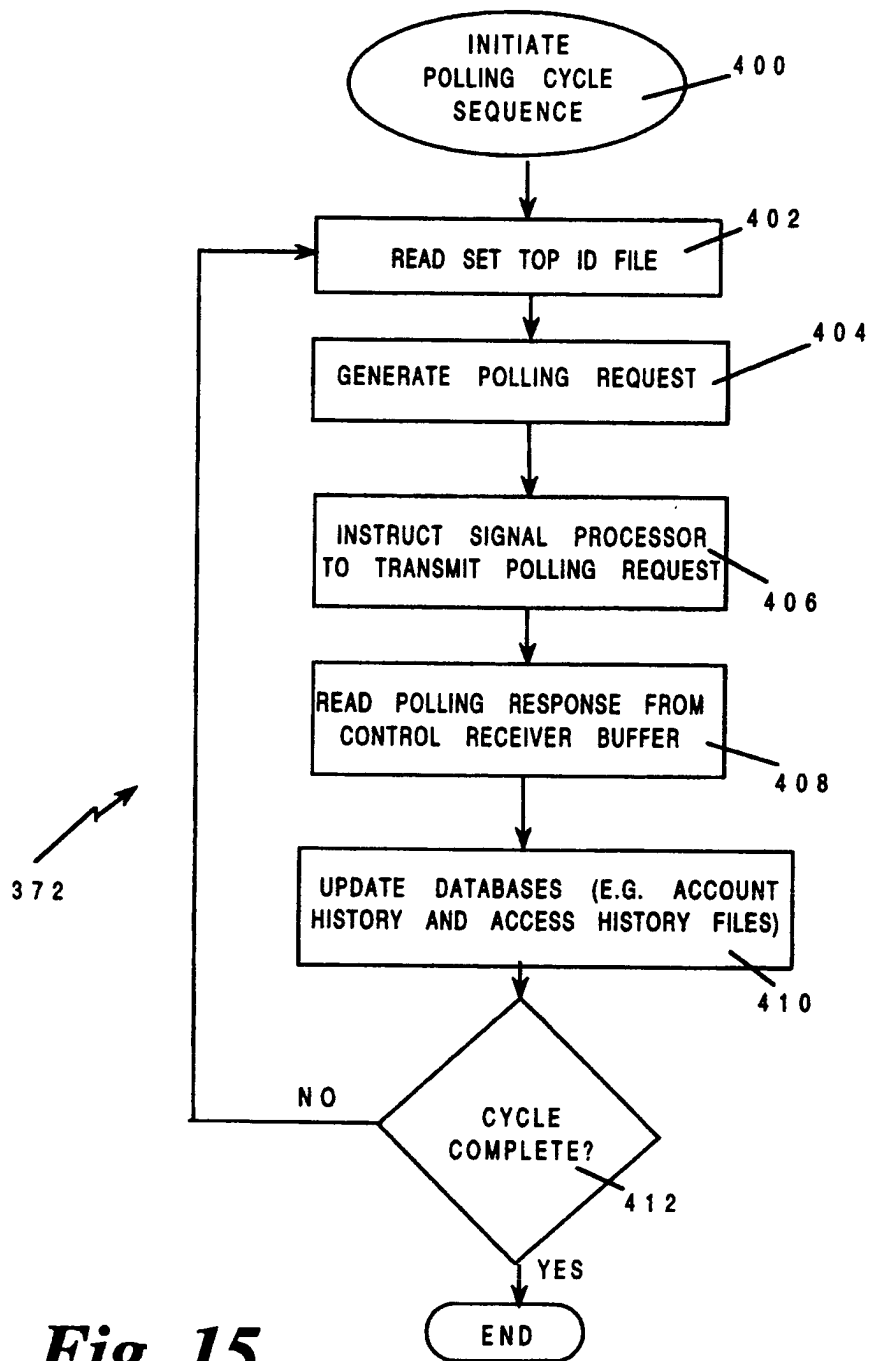 INITIATE
POLLING CYCLE
SEQUENCE
400
402
READ SET TOP ID FILE
404
GENERATE POLLING REQUEST
INSTRUCT SIGNAL PROCESSOR
TO TRANSMIT POLLING REQUEST
406
READ POLLING RESPONSE FROM
CONTROL RECEIVER BUFFER
408
372
UPDATE DATABASES (E.G. ACCOUNT
HISTORY AND ACCESS HISTORY FILES)
410
NO
CYCLE
COMPLETE?
412
YES
END
Fig. 15